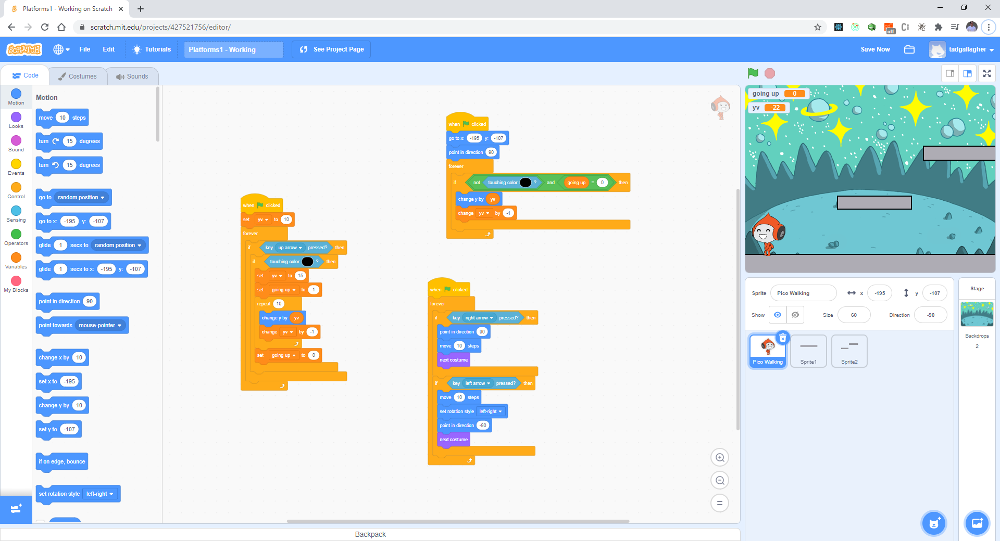 Platforms1 - Working on Scratch
scratch.mit.edu/projects/427521756/editor/
off
SCRATCH
File
Edit
Tutorials
Platforms1 - Working
See Project Page
Save Now
tadgallagher
Code
Costumes
Sounds
Motion
Looks
Sound
Events
Control
Sensing
Operators
Variables
My Blocks
Motion
move 10 steps
turn 15 degrees
turn 15 degrees
go to random position
go to x: -195 y: -107
glide 1 secs to random position
glide 1 secs to x: -195 y: -107
point in direction 90
point towards mouse-pointer
change x by 10
set x to -195
change y by 10
set y to -107
if on edge, bounce
set rotation style left-right
when clicked
set yv to 10
forever
if key up arrow pressed? then
if touching color ? then
set yv to 15
set going up to 1
repeat 10
change y by yv
change yv by -1
set going up to 0
when clicked
go to x: -195 y: -107
point in direction 90
forever
if not touching color ? and going up = 0 then
change y by yv
change yv by -1
when clicked
forever
if key right arrow pressed? then
point in direction 90
move 10 steps
next costume
if key left arrow pressed? then
move 10 steps
set rotation style left-right
point in direction -90
next costume
Backpack
going up 0
yv -22
Sprite Pico Walking x -195 y -107
Show Size 60 Direction -90
Pico Walking
Sprite1
Sprite2
Stage
Backdrops
2